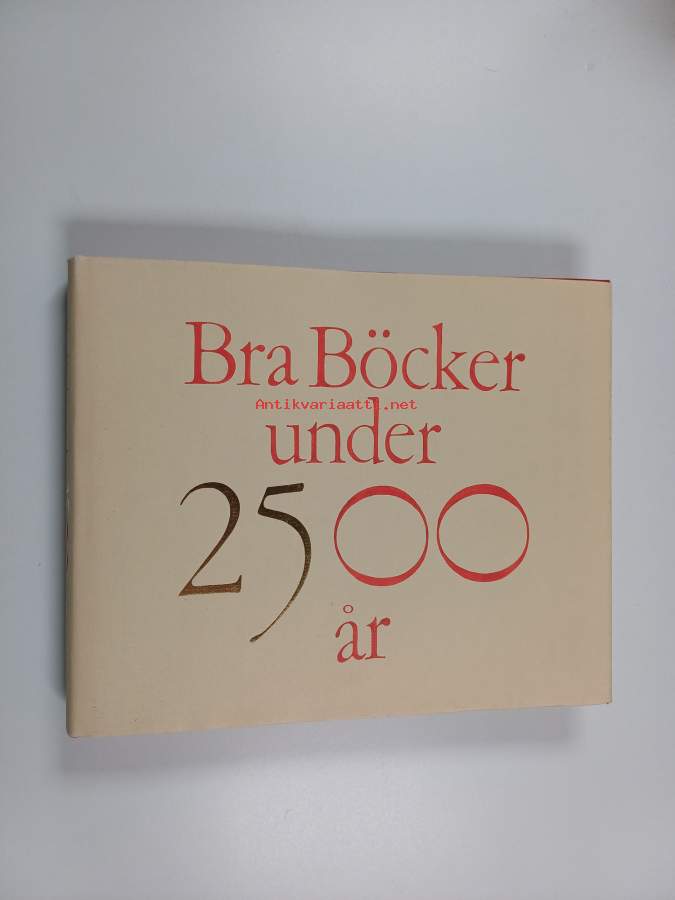 Bra Böcker
Antikvariaatti.net
under
2500
år